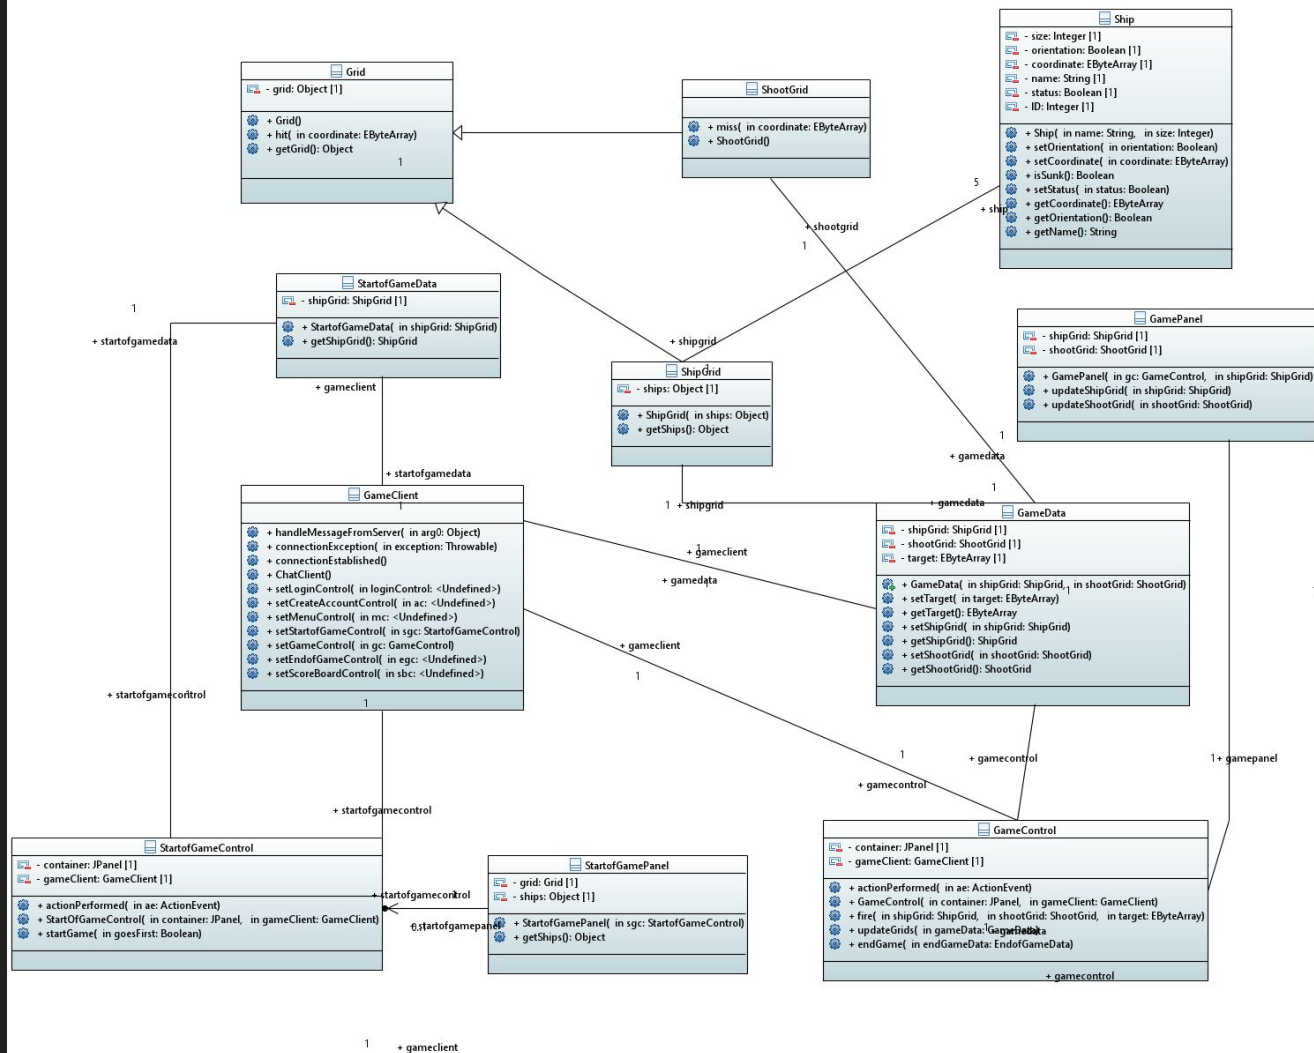 Ship
- size: Integer [1]
- orientation: Boolean [1]
- coordinate: EByteArray [1]
- name: String [1]
- status: Boolean [1]
- ID: Integer [1]
+ Ship( in name: String, in size: Integer)
+ setOrientation( in orientation: Boolean)
+ setCoordinate( in coordinate: EByteArray)
+ isSunk(): Boolean
+ setStatus( in status: Boolean)
+ getCoordinate(): EByteArray
+ getOrientation(): Boolean
+ getName(): String
Grid
- grid: Object [1]
+ Grid()
+ hit( in coordinate: EByteArray)
+ getGrid(): Object
1
ShootGrid
+ miss( in coordinate: EByteArray)
+ ShootGrid()
5
+ ship
+ shootgrid
1
StartofGameData
- shipGrid: ShipGrid [1]
+ StartofGameData( in shipGrid: ShipGrid)
+ getShipGrid(): ShipGrid
1
+ startofgamedata
+ gameclient
+ shipgrid
1
ShipGrid
- ships: Object [1]
+ ShipGrid( in ships: Object)
+ getShips(): Object
GamePanel
- shipGrid: ShipGrid [1]
- shootGrid: ShootGrid [1]
+ GamePanel( in gc: GameControl, in shipGrid: ShipGrid)
+ updateShipGrid( in shipGrid: ShipGrid)
+ updateShootGrid( in shootGrid: ShootGrid)
1
+ gamedata
1
+ gamedata
1 + shipgrid
+ startofgamedata
GameClient
1
+ handleMessageFromServer( in arg0: Object)
+ connectionException( in exception: Throwable)
+ connectionEstablished()
+ ChatClient()
+ setLoginControl( in loginControl: <Undefined>)
+ setCreateAccountControl( in ac: <Undefined>)
+ setMenuControl( in mc: <Undefined>)
+ setStartofGameControl( in sgc: StartofGameControl)
+ setGameControl( in gc: GameControl)
+ setEndofGameControl( in egc: <Undefined>)
+ setScoreBoardControl( in sbc: <Undefined>)
1
1
+ gameclient
+ gamedata
1
GameData
- shipGrid: ShipGrid [1]
- shootGrid: ShootGrid [1]
- target: EByteArray [1]
+ GameData( in shipGrid: ShipGrid, in shootGrid: ShootGrid)
+ setTarget( in target: EByteArray)
1
+ getTarget(): EByteArray
+ setShipGrid( in shipGrid: ShipGrid)
+ getShipGrid(): ShipGrid
+ setShootGrid( in shootGrid: ShootGrid)
+ getShootGrid(): ShootGrid
+ gameclient
1
+ startofgamecontrol
1
1
+ gamecontrol
+ gamecontrol
1 + gamepanel
+ startofgamecontrol
StartofGameControl
- container: JPanel [1]
- gameClient: GameClient [1]
+ actionPerformed( in ae: ActionEvent)
+ StartOfGameControl( in container: JPanel, in gameClient: GameClient)
+ startGame( in goesFirst: Boolean)
+ startofgamecontrol
1
+ startofgamepanel
StartofGamePanel
- grid: Grid [1]
- ships: Object [1]
+ StartofGamePanel( in sgc: StartofGameControl)
+ getShips(): Object
GameControl
- container: JPanel [1]
- gameClient: GameClient [1]
+ actionPerformed( in ae: ActionEvent)
+ GameControl( in container: JPanel, in gameClient: GameClient)
+ fire( in shipGrid: ShipGrid, in shootGrid: ShootGrid, in target: EByteArray)
+ updateGrids( in gameData: GameData)
1
+ gamedata
+ endGame( in endGameData: EndofGameData)
+ gamecontrol
1
+ gameclient